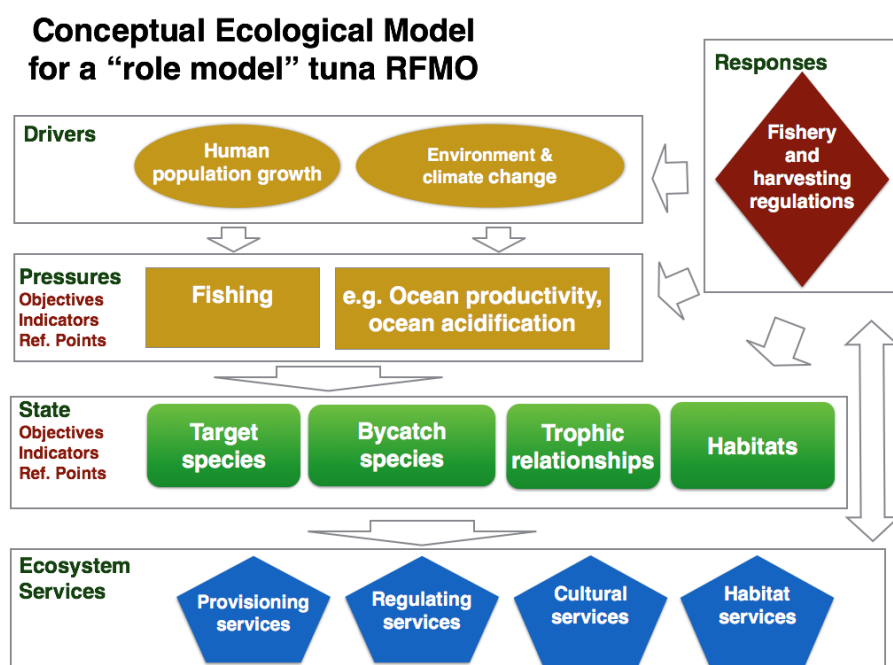 Conceptual Ecological Model
for a “role model” tuna RFMO
Responses
Fishery
and
harvesting
regulations
Drivers
Human
population growth
Environment &
climate change
Pressures
Objectives
Indicators
Ref. Points
Fishing
e.g. Ocean productivity,
ocean acidification
State
Objectives
Indicators
Ref. Points
Target
species
Bycatch
species
Trophic
relationships
Habitats
Ecosystem
Services
Provisioning
services
Regulating
services
Cultural
services
Habitat
services